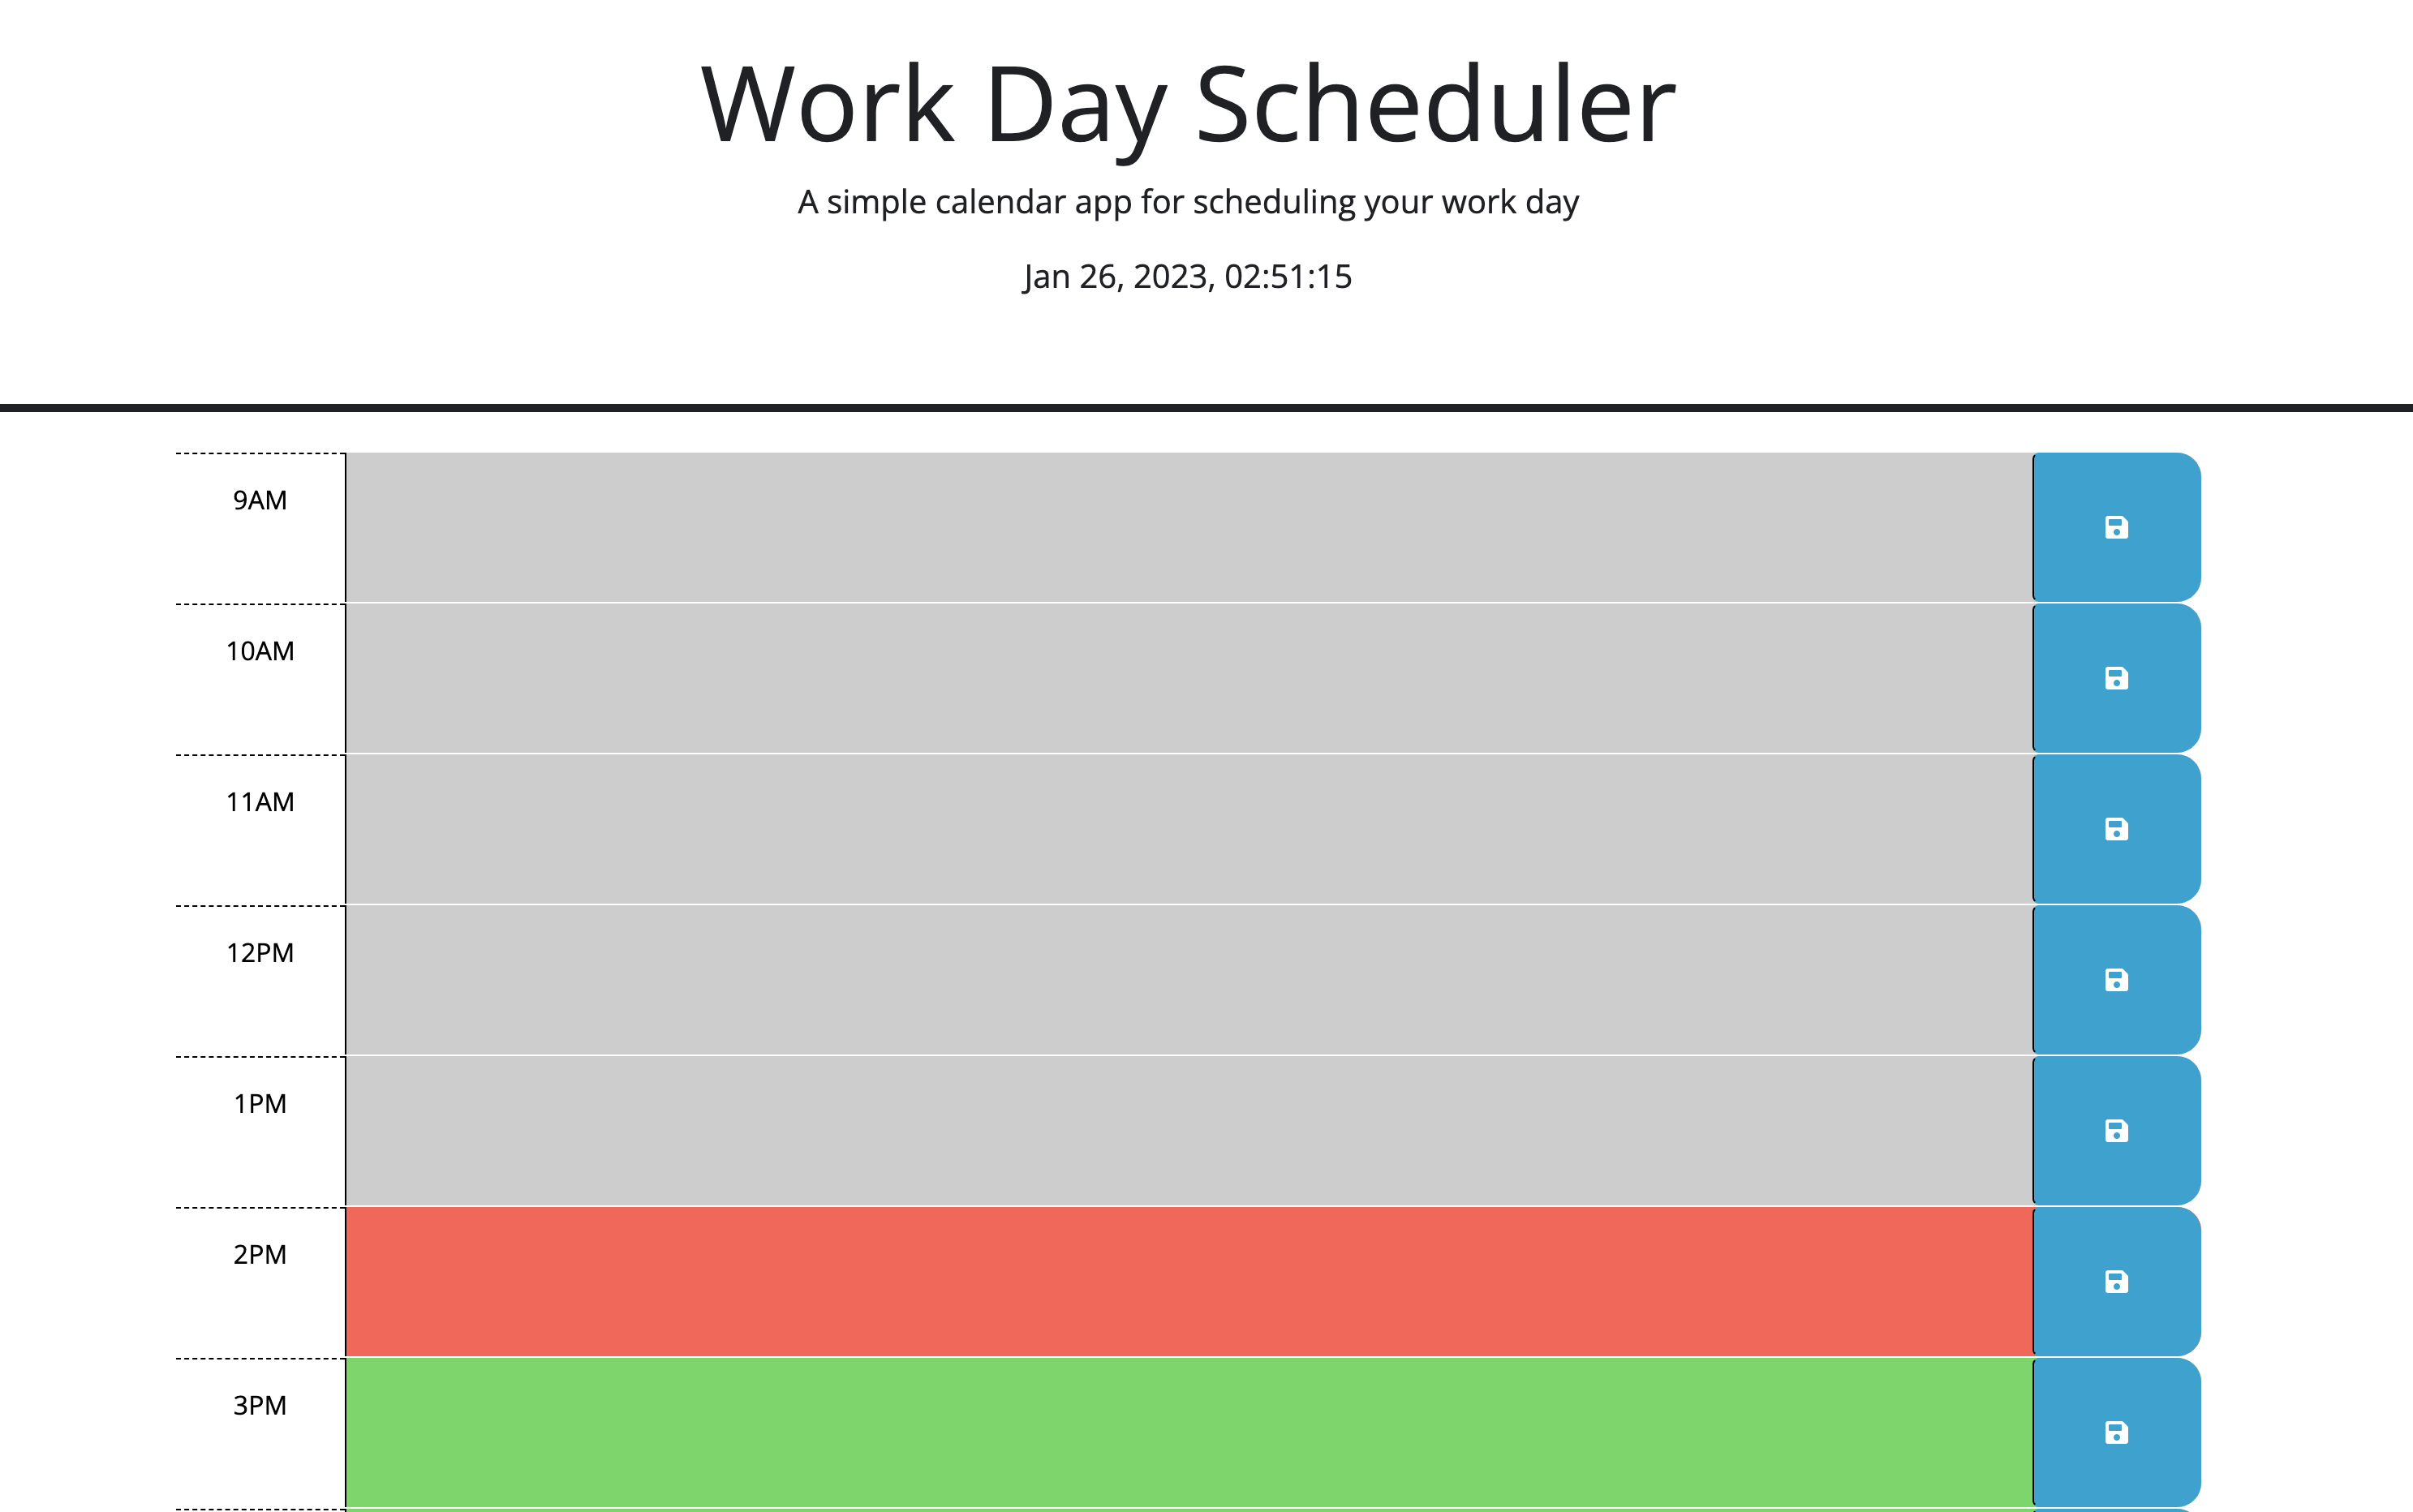 Work Day Scheduler
A simple calendar app for scheduling your work day
Jan 26, 2023, 02:51:15
9AM
10AM
11AM
12PM
1PM
2PM
3PM